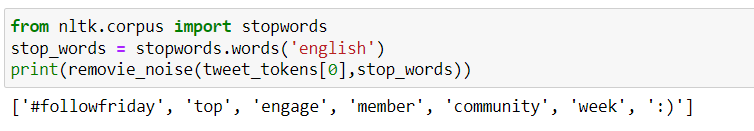 from nltk.corpus import stopwords
stop_words = stopwords.words('english')
print(removie_noise(tweet_tokens[0],stop_words))
['#followfriday', 'top', 'engage', 'member', 'community', 'week', ':)']